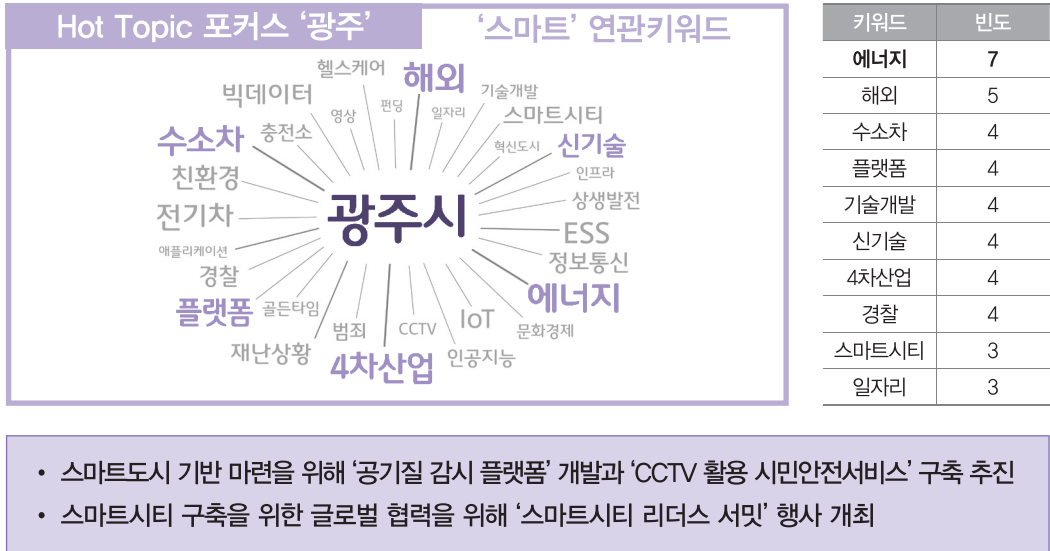 Hot Topic 포커스 ‘광주’
‘스마트’ 연관키워드
헬스케어
해외
빅데이터
영상
펀딩
일자리
기술개발
스마트시티
수소차
충전소
혁신도시
신기술
친환경
인프라
전기차
광주시
상생발전
ESS
애플리케이션
정보통신
경찰
에너지
플랫폼
골든타임
범죄
CCTV
IoT
문화경제
재난상황
4차산업
인공지능
키워드 빈도
에너지 7
해외 5
수소차 4
플랫폼 4
기술개발 4
신기술 4
4차산업 4
경찰 4
스마트시티 3
일자리 3
• 스마트도시 기반 마련을 위해 ‘공기질 감시 플랫폼’ 개발과 ‘CCTV 활용 시민안전서비스’ 구축 추진
• 스마트시티 구축을 위한 글로벌 협력을 위해 ‘스마트시티 리더스 서밋’ 행사 개최